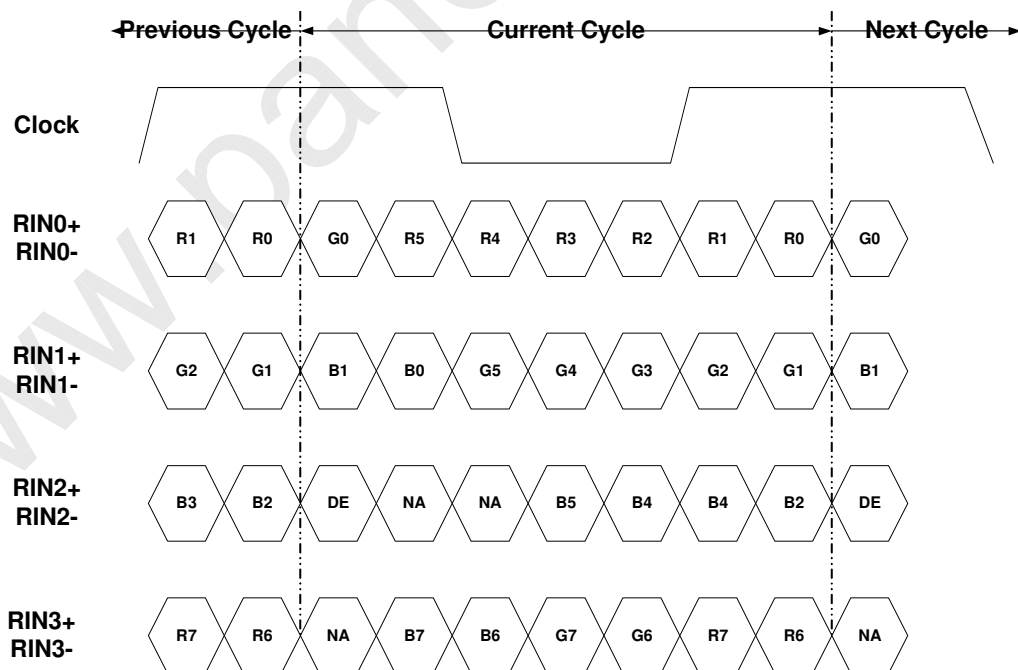 Previous Cycle Current Cycle Next Cycle
Clock
RIN0+
RIN0-
R1 R0 G0 R5 R4 R3 R2 R1 R0 G0
RIN1+
RIN1-
G2 G1 B1 B0 G5 G4 G3 G2 G1 B1
RIN2+
RIN2-
B3 B2 DE NA NA B5 B4 B4 B2 DE
RIN3+
RIN3-
R7 R6 NA B7 B6 G7 G6 R7 R6 NA